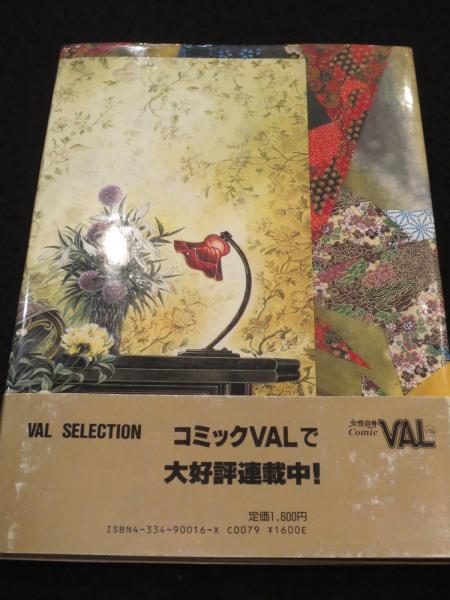 VAL SELECTION
コミックVALで
大好評連載中!
女性自身
Comic VAL
定価1,600円
ISBN4-334-90016-X C0079 ¥1600E